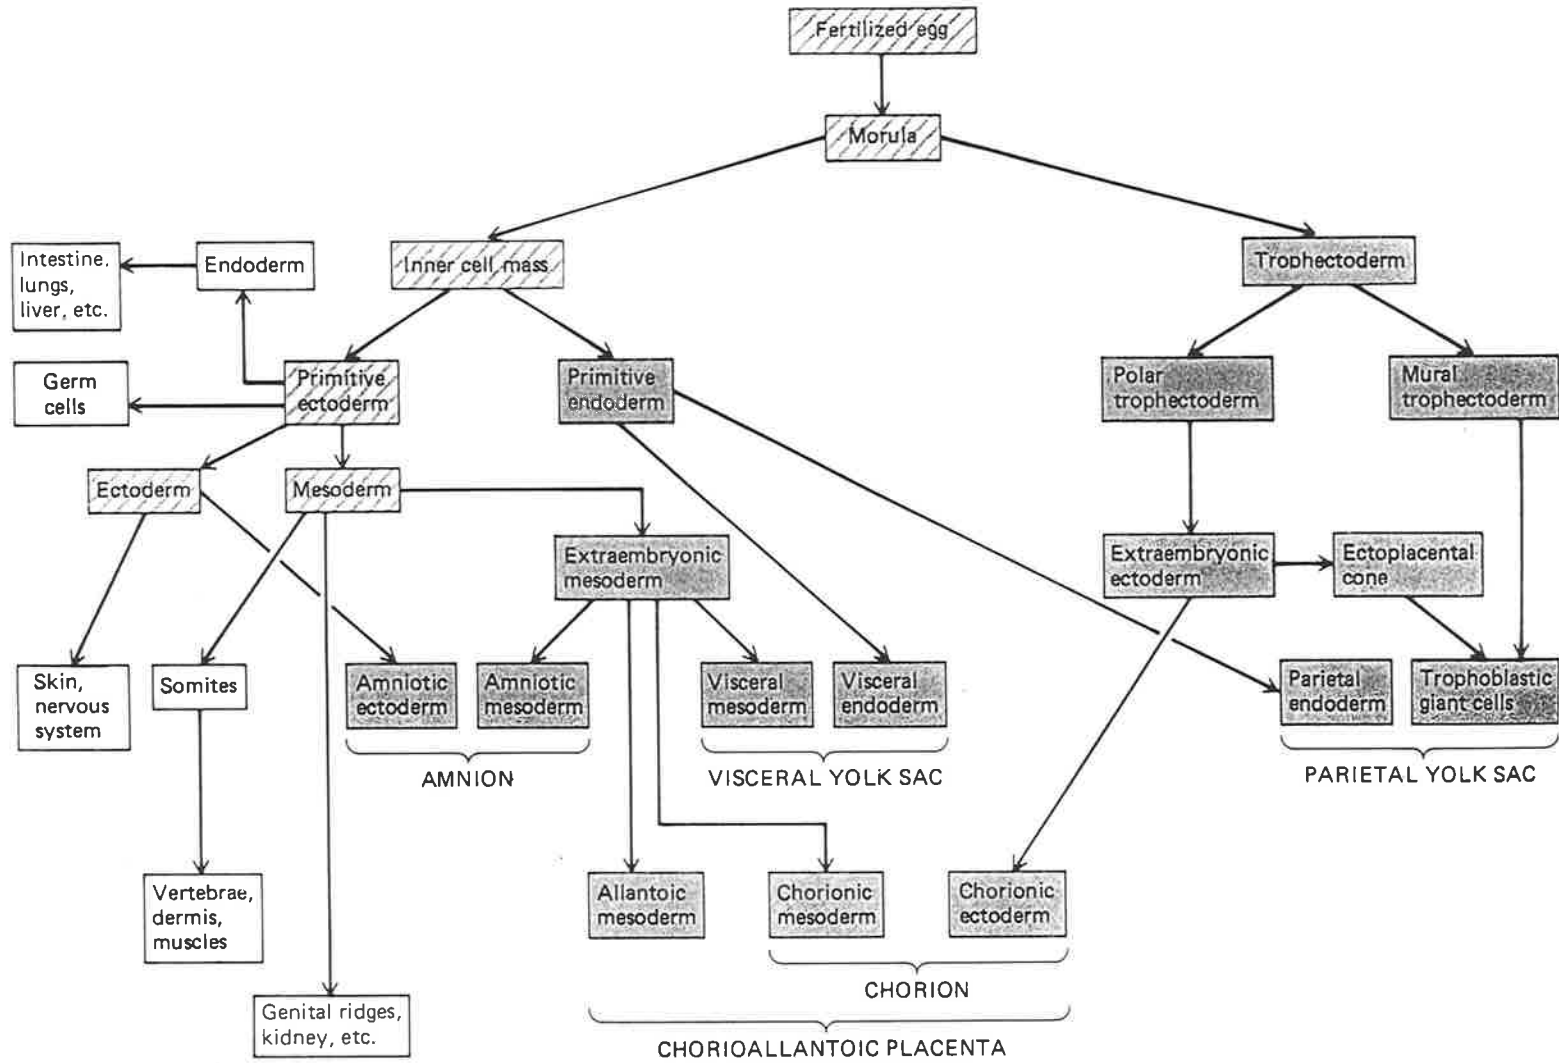 Fertilized egg
Morula
Intestine,
lungs,
liver, etc.
Endoderm
Inner cell mass
Trophectoderm
Germ
cells
Primitive
ectoderm
Primitive
endoderm
Polar
trophectoderm
Mural
trophectoderm
Ectoderm
Mesoderm
Extraembryonic
mesoderm
Extraembryonic
ectoderm
Ectoplacental
cone
Skin,
nervous
system
Somites
Amniotic
ectoderm
Amniotic
mesoderm
Visceral
mesoderm
Visceral
endoderm
Parietal
endoderm
Trophoblastic
giant cells
AMNION
VISCERAL YOLK SAC
PARIETAL YOLK SAC
Vertebrae,
dermis,
muscles
Allantoic
mesoderm
Chorionic
mesoderm
Chorionic
ectoderm
CHORION
Genital ridges,
kidney, etc.
CHORIOALLANTOIC PLACENTA